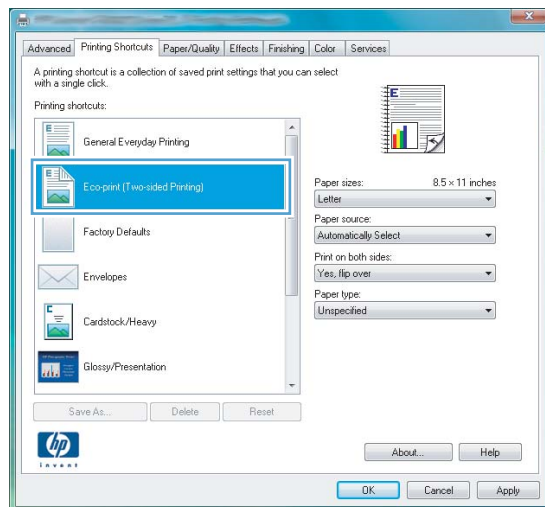 Advanced Printing Shortcuts Paper/Quality Effects Finishing Color Services
A printing shortcut is a collection of saved print settings that you can select
with a single click.
Printing shortcuts:
General Everyday Printing
Eco-print (Two-sided Printing)
Factory Defaults
Envelopes
Cardstock/Heavy
Glossy/Presentation
E
Paper sizes: 8.5 × 11 inches
Letter
Paper source:
Automatically Select
Print on both sides:
Yes, flip over
Paper type:
Unspecified
Save As... Delete Reset
hp
invent
About... Help
OK Cancel Apply